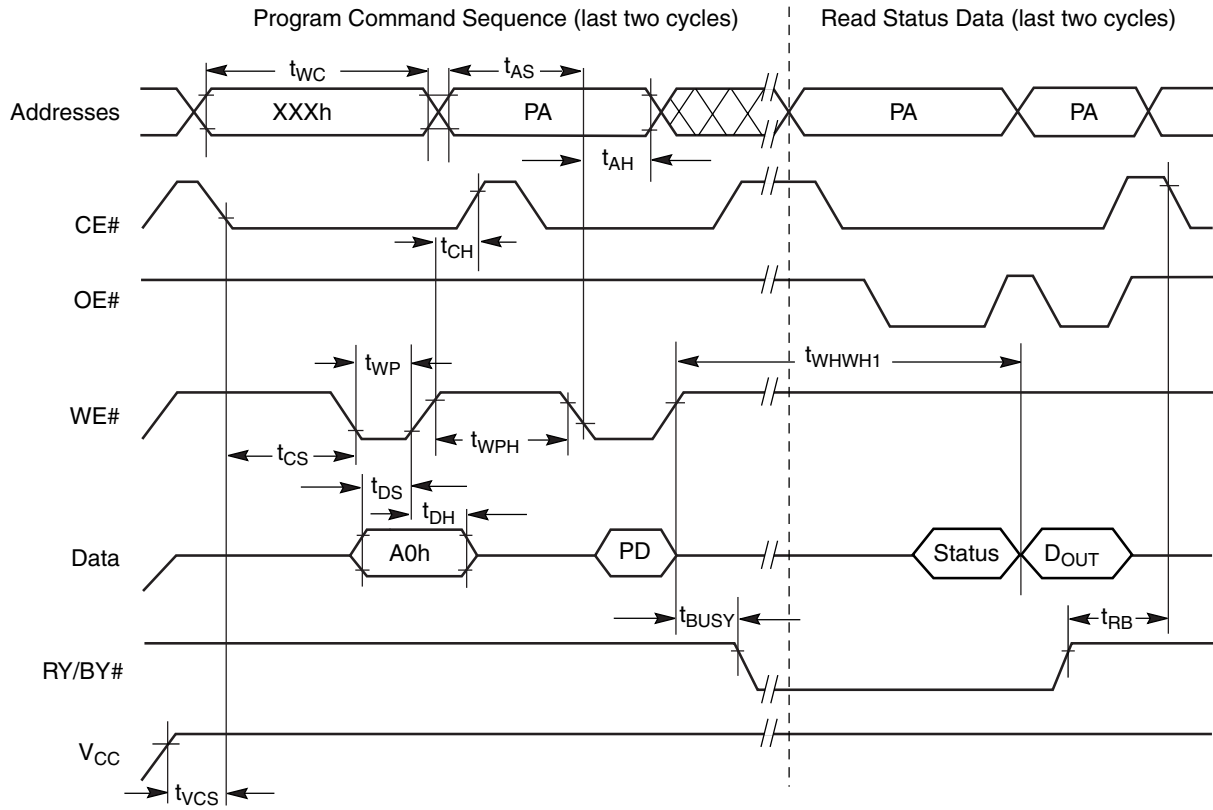 Program Command Sequence (last two cycles) Read Status Data (last two cycles)
tWC tAS
Addresses XXXh PA PA PA
tAH
CE#
tCH
OE#
tWP tWHWH1
WE#
tCS tWPH
tDS
tDH
Data A0h PD Status DOUT
tBUSY tRB
RY/BY#
VCC
tVCS